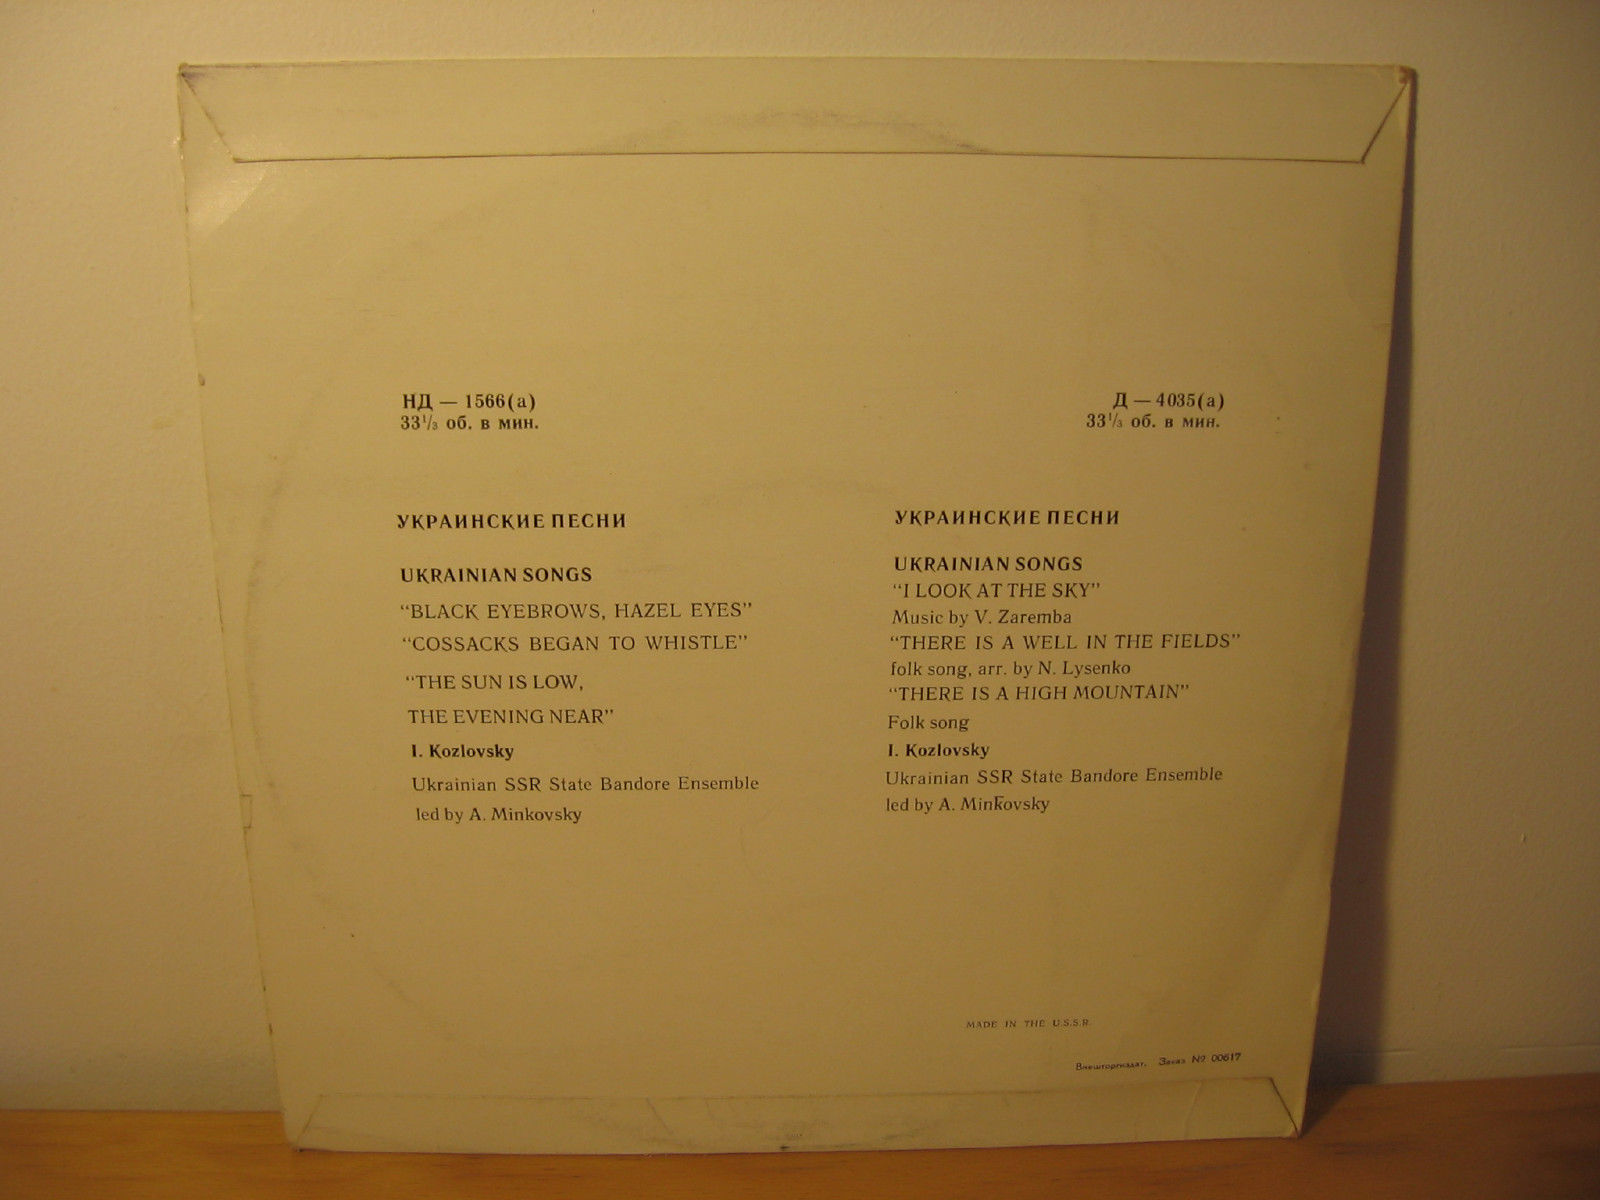 НД — 1566(а)
33⅓ об. в мин.
Д — 4035(а)
33⅓ об. в мин.
УКРАИНСКИЕ ПЕСНИ
UKRAINIAN SONGS
“BLACK EYEBROWS, HAZEL EYES”
“COSSACKS BEGAN TO WHISTLE”
“THE SUN IS LOW,
THE EVENING NEAR”
I. Kozlovsky
Ukrainian SSR State Bandore Ensemble
led by A. Minkovsky
УКРАИНСКИЕ ПЕСНИ
UKRAINIAN SONGS
“I LOOK AT THE SKY”
Music by V. Zaremba
“THERE IS A WELL IN THE FIELDS”
folk song, arr. by N. Lysenko
“THERE IS A HIGH MOUNTAIN”
Folk song
I. Kozlovsky
Ukrainian SSR State Bandore Ensemble
led by A. Minkovsky
MADE IN THE U.S.S.R.
Внешторгиздат. Заказ № 00617